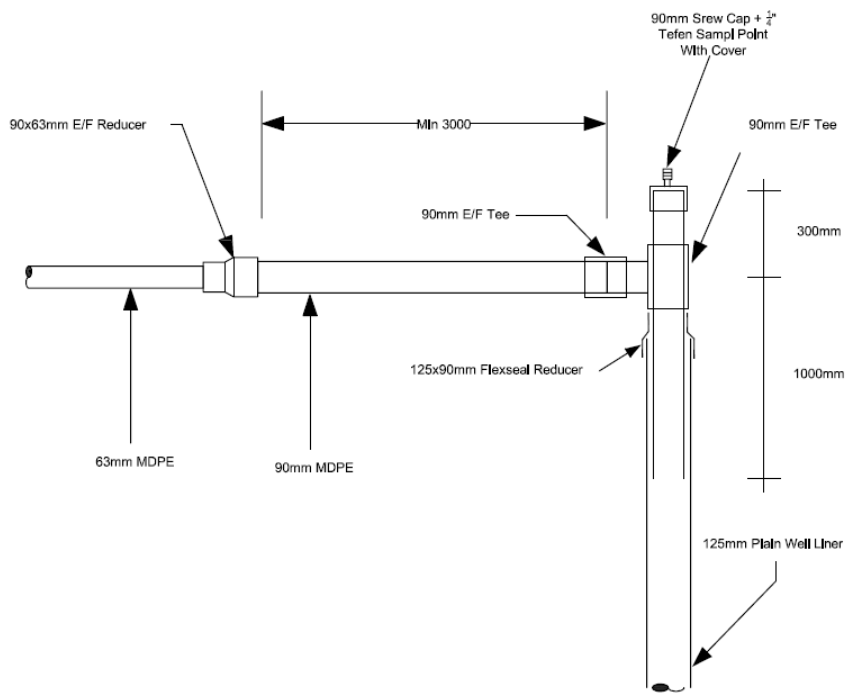 90mm Srew Cap + ¼"
Tefen Sampl Point
With Cover
90x63mm E/F Reducer
Min 3000
90mm E/F Tee
90mm E/F Tee
300mm
125x90mm Flexseal Reducer
1000mm
63mm MDPE
90mm MDPE
125mm Plain Well Liner